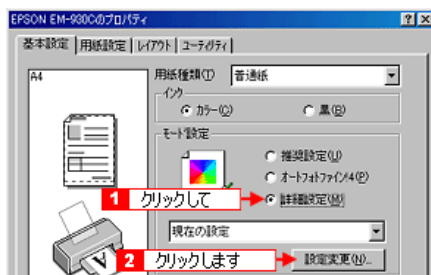 EPSON EM-930Cのプロパティ
基本設定 用紙設定 レイアウト ユーティリティ
A4
用紙種類(T) 普通紙
インク
カラー(C) 黒(B)
モード設定
推奨設定(U)
オートフォトファイン!4(P)
1 クリックして 詳細設定(M)
現在の設定
2 クリックします 設定変更(N)...